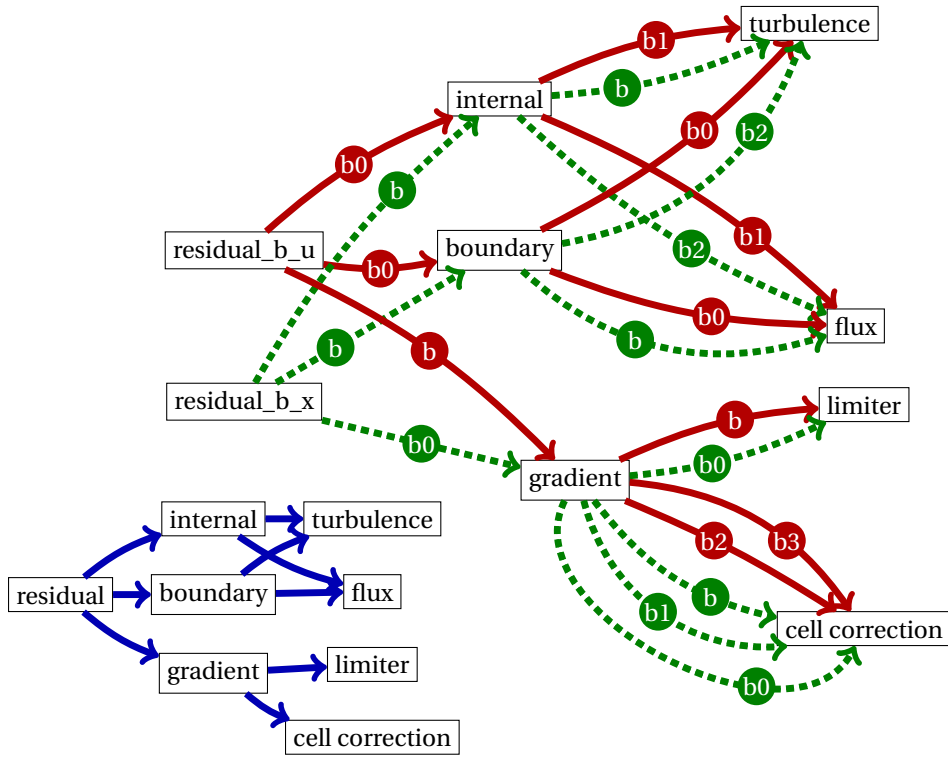 turbulence
b1
b
internal
b0
b2
b0
b
residual_b_u
boundary
b1
b2
b0
b0
flux
b
b
b
residual_b_x
limiter
b
b0
b0
gradient
internal
turbulence
b2
b3
residual
boundary
flux
b
b1
cell correction
gradient
limiter
b0
cell correction